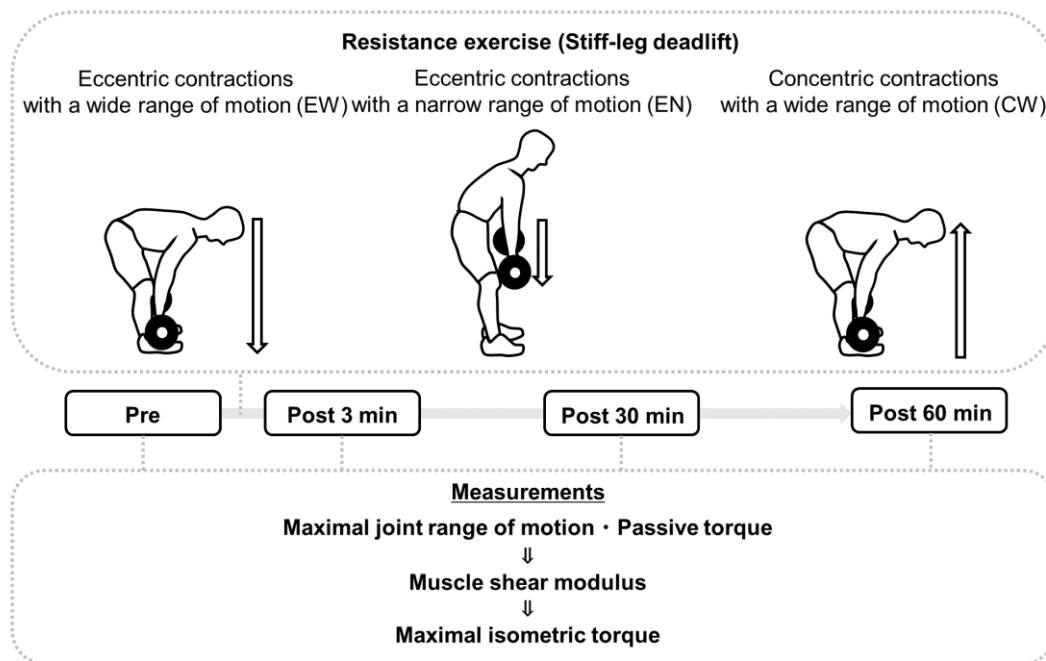 Resistance exercise (Stiff-leg deadlift)
Eccentric contractions
with a wide range of motion (EW)
Eccentric contractions
with a narrow range of motion (EN)
Concentric contractions
with a wide range of motion (CW)
Pre
Post 3 min
Post 30 min
Post 60 min
Measurements
Maximal joint range of motion・Passive torque
⇓
Muscle shear modulus
⇓
Maximal isometric torque